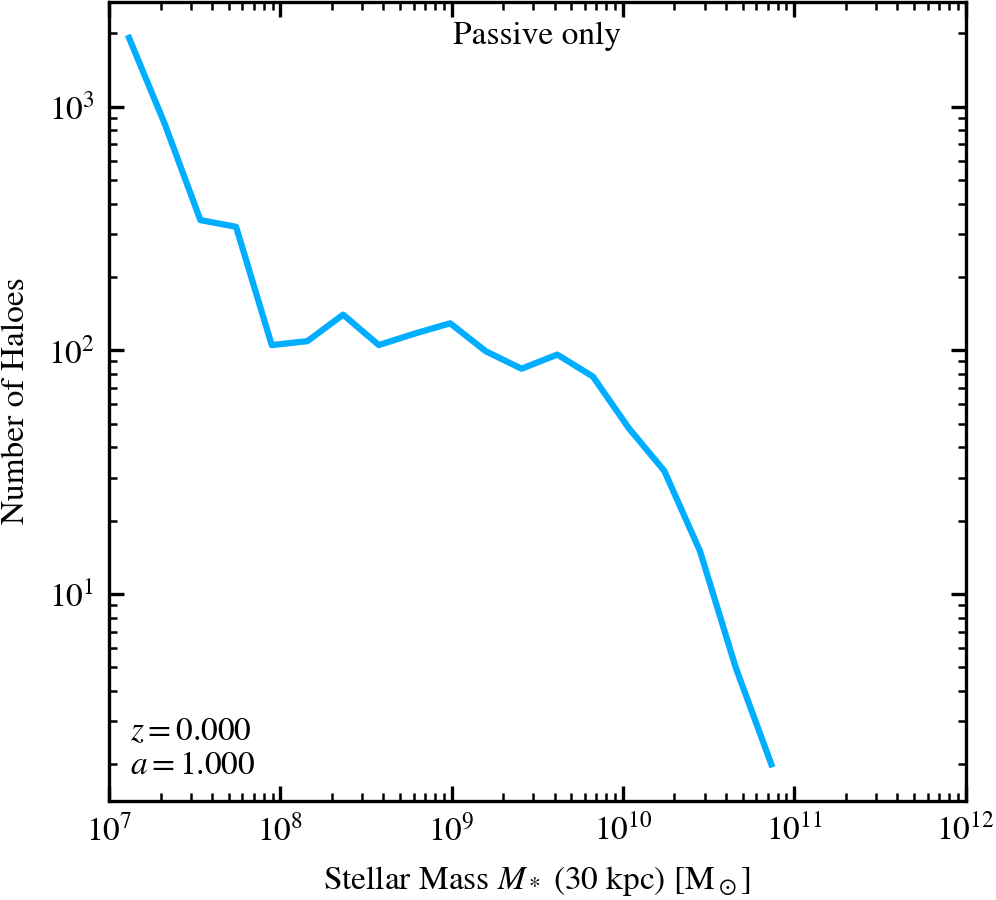 Passive only
10³
10²
10¹
Number of Haloes
z = 0.000
a = 1.000
10⁷ 10⁸ 10⁹ 10¹⁰ 10¹¹ 10¹²
Stellar Mass M* (30 kpc) [M⊙]